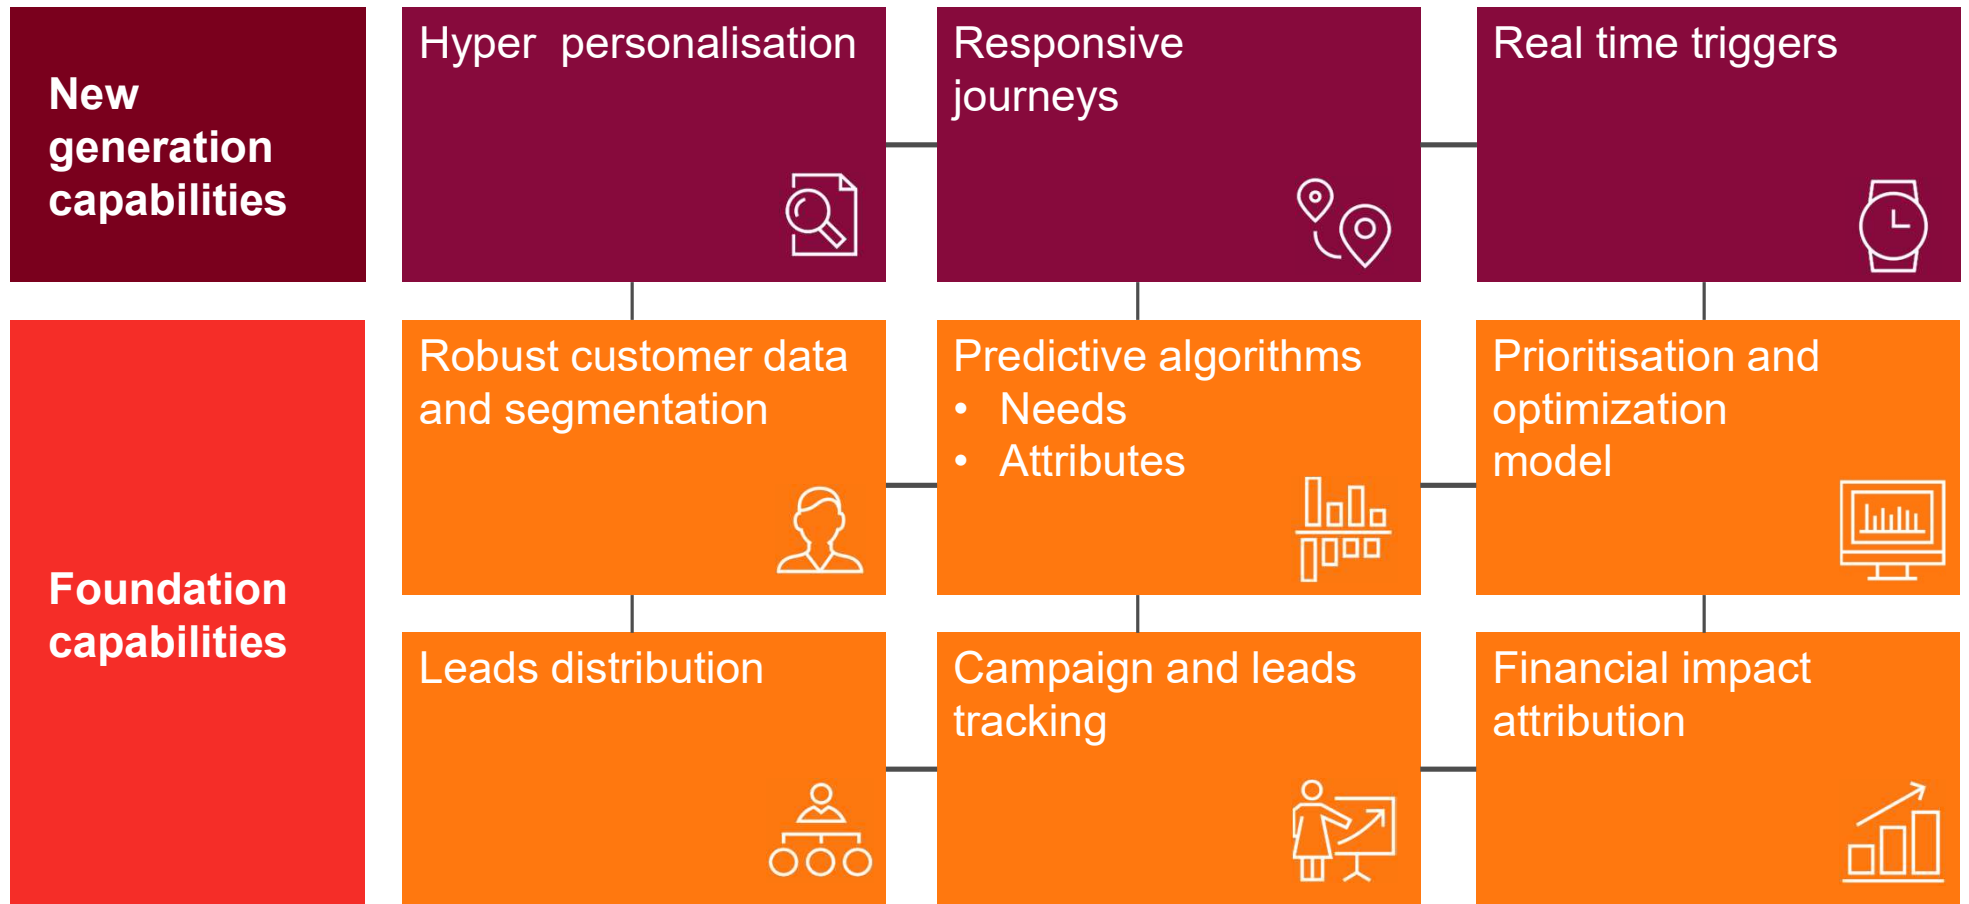 New
generation
capabilities
Hyper  personalisation
Responsive
journeys
Real time triggers
Foundation
capabilities
Robust customer data
and segmentation
Predictive algorithms
• Needs
• Attributes
Prioritisation and
optimization
model
Leads distribution
Campaign and leads
tracking
Financial impact
attribution